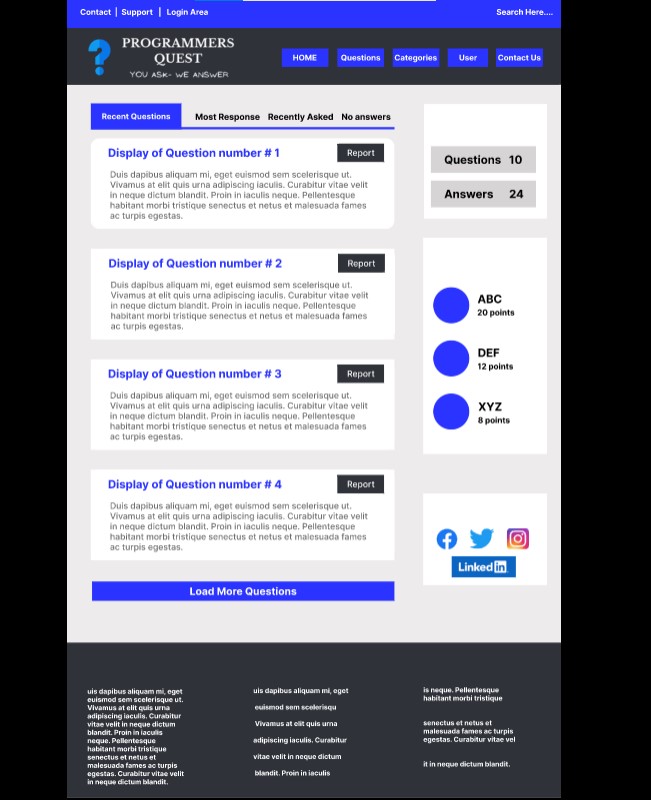 Contact | Support | Login Area
Search Here....
PROGRAMMERS
QUEST
YOU ASK- WE ANSWER
HOME
Questions
Categories
User
Contact Us
Recent Questions
Most Response
Recently Asked
No answers
Display of Question number # 1
Report
Duis dapibus aliquam mi, eget euismod sem scelerisque ut.
Vivamus at elit quis urna adipiscing iaculis. Curabitur vitae velit
in neque dictum blandit. Proin in iaculis neque. Pellentesque
habitant morbi tristique senectus et netus et malesuada fames
ac turpis egestas.
Display of Question number # 2
Report
Duis dapibus aliquam mi, eget euismod sem scelerisque ut.
Vivamus at elit quis urna adipiscing iaculis. Curabitur vitae velit
in neque dictum blandit. Proin in iaculis neque. Pellentesque
habitant morbi tristique senectus et netus et malesuada fames
ac turpis egestas.
Display of Question number # 3
Report
Duis dapibus aliquam mi, eget euismod sem scelerisque ut.
Vivamus at elit quis urna adipiscing iaculis. Curabitur vitae velit
in neque dictum blandit. Proin in iaculis neque. Pellentesque
habitant morbi tristique senectus et netus et malesuada fames
ac turpis egestas.
Display of Question number # 4
Report
Duis dapibus aliquam mi, eget euismod sem scelerisque ut.
Vivamus at elit quis urna adipiscing iaculis. Curabitur vitae velit
in neque dictum blandit. Proin in iaculis neque. Pellentesque
habitant morbi tristique senectus et netus et malesuada fames
ac turpis egestas.
Load More Questions
Questions 10
Answers 24
ABC
20 points
DEF
12 points
XYZ
8 points
Linked in
uis dapibus aliquam mi, eget
euismod sem scelerisque ut.
Vivamus at elit quis urna
adipiscing iaculis. Curabitur
vitae velit in neque dictum
blandit. Proin in iaculis
neque. Pellentesque
habitant morbi tristique
senectus et netus et
malesuada fames ac turpis
egestas. Curabitur vitae velit
in neque dictum blandit.
uis dapibus aliquam mi, eget
euismod sem scelerisqu
Vivamus at elit quis urna
adipiscing iaculis. Curabitur
vitae velit in neque dictum
blandit. Proin in iaculis
is neque. Pellentesque
habitant morbi tristique
senectus et netus et
malesuada fames ac turpis
egestas. Curabitur vitae vel
it in neque dictum blandit.